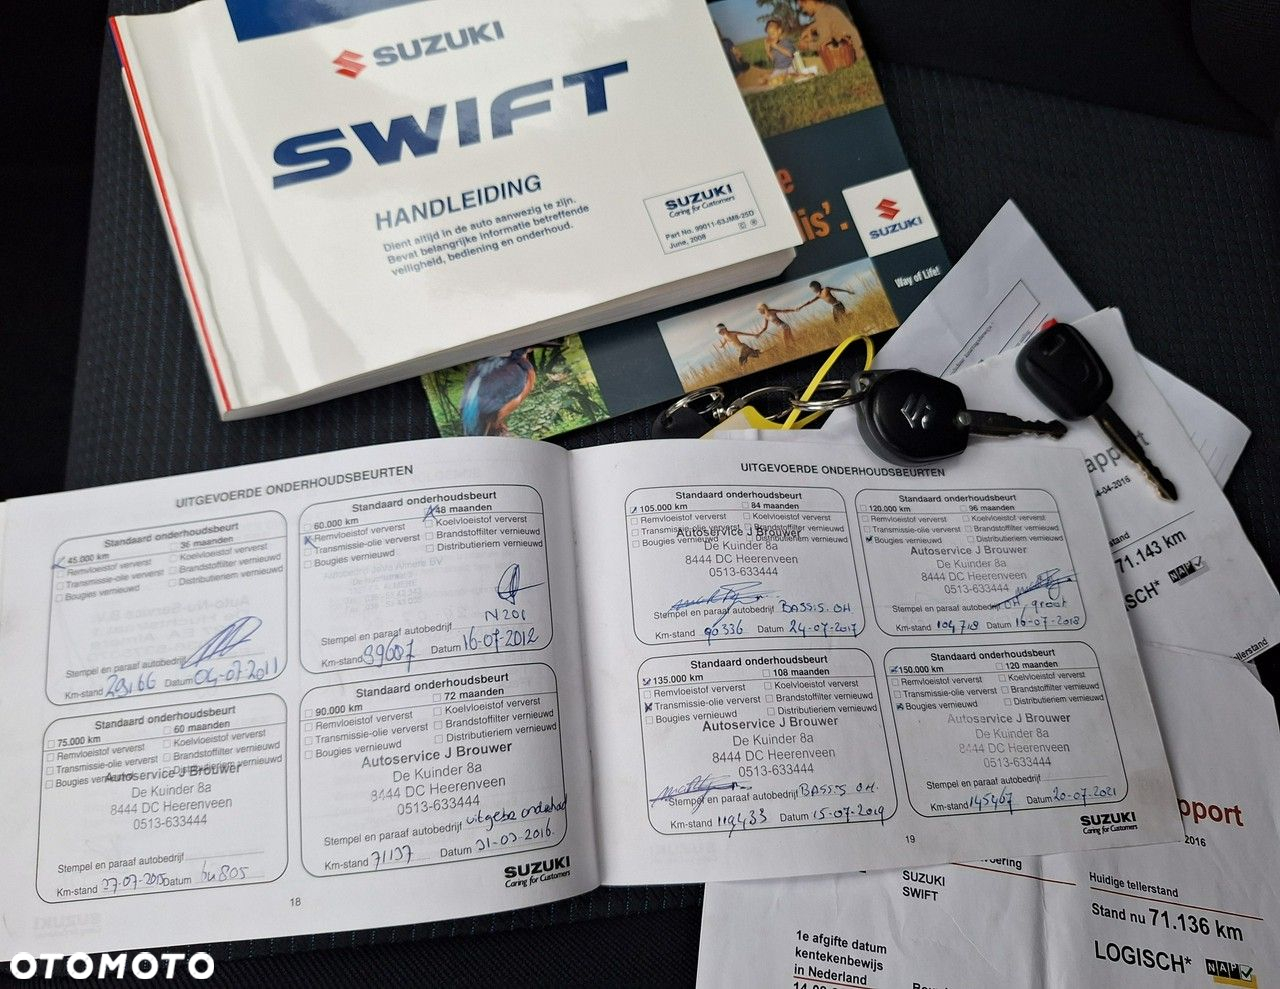 SUZUKI
SWIFT
HANDLEIDING
Dient altijd in de auto aanwezig te zijn.
Bevat belangrijke informatie betreffende
veiligheid, bediening en onderhoud.
SUZUKI
Caring for Customers
Part No. 99011-63JM8-25D
June, 2008
SUZUKI
Way of Life!
UITGEVOERDE ONDERHOUDSBEURTEN
Standaard onderhoudsbeurt
45.000 km 36 maanden
Remvloeistof ververst Koelvloeistof ververst
Transmissie-olie ververst Brandstoffilter vernieuwd
Bougies vernieuwd Distributieriem vernieuwd
Stempel en paraaf autobedrijf
Km-stand Datum 04-07-2011
Standaard onderhoudsbeurt
60.000 km 48 maanden
Remvloeistof ververst Koelvloeistof ververst
Transmissie-olie ververst Brandstoffilter vernieuwd
Bougies vernieuwd Distributieriem vernieuwd
N201
Stempel en paraaf autobedrijf
Km-stand Datum 16-07-2012
Standaard onderhoudsbeurt
75.000 km 60 maanden
Remvloeistof ververst Koelvloeistof ververst
Transmissie-olie ververst Brandstoffilter vernieuwd
Bougies vernieuwd Distributieriem vernieuwd
Autoservice J Brouwer
De Kuinder 8a
8444 DC Heerenveen
0513-633444
Stempel en paraaf autobedrijf
Km-stand 27-07-2015 Datum
Standaard onderhoudsbeurt
90.000 km 72 maanden
Remvloeistof ververst Koelvloeistof ververst
Transmissie-olie ververst Brandstoffilter vernieuwd
Bougies vernieuwd Distributieriem vernieuwd
Autoservice J Brouwer
De Kuinder 8a
8444 DC Heerenveen
0513-633444
Stempel en paraaf autobedrijf
Km-stand 71137 Datum
SUZUKI
Caring for Customers
18
UITGEVOERDE ONDERHOUDSBEURTEN
Standaard onderhoudsbeurt
105.000 km 84 maanden
Remvloeistof ververst Koelvloeistof ververst
Transmissie-olie ververst Brandstoffilter vernieuwd
Bougies vernieuwd Distributieriem vernieuwd
Autoservice J Brouwer
De Kuinder 8a
8444 DC Heerenveen
0513-633444
Stempel en paraaf autobedrijf BASSIS. OH
Km-stand 90336 Datum 24-07-2017
Standaard onderhoudsbeurt
120.000 km 96 maanden
Remvloeistof ververst Koelvloeistof ververst
Transmissie-olie ververst Brandstoffilter vernieuwd
Bougies vernieuwd Distributieriem vernieuwd
Autoservice J Brouwer
De Kuinder 8a
8444 DC Heerenveen
0513-633444
Stempel en paraaf autobedrijf OH groot
Km-stand 104718 Datum 16-07-2018
Standaard onderhoudsbeurt
135.000 km 108 maanden
Remvloeistof ververst Koelvloeistof ververst
Transmissie-olie ververst Brandstoffilter vernieuwd
Bougies vernieuwd Distributieriem vernieuwd
Autoservice J Brouwer
De Kuinder 8a
8444 DC Heerenveen
0513-633444
Stempel en paraaf autobedrijf BASSIS OH.
Km-stand 119433 Datum 15-07-2019
Standaard onderhoudsbeurt
150.000 km 120 maanden
Remvloeistof ververst Koelvloeistof ververst
Transmissie-olie ververst Brandstoffilter vernieuwd
Bougies vernieuwd Distributieriem vernieuwd
Autoservice J Brouwer
De Kuinder 8a
8444 DC Heerenveen
0513-633444
Stempel en paraaf autobedrijf
Km-stand 145467 Datum 20-07-2021
SUZUKI
Caring for Customers
19
apport
4-04-2016
71.143 km
SCH* NAP
pport
2016
SUZUKI
SWIFT
Huidige tellerstand
Stand nu 71.136 km
LOGISCH* NAP
1e afgifte datum
kentekenbewijs
in Nederland
OTOMOTO